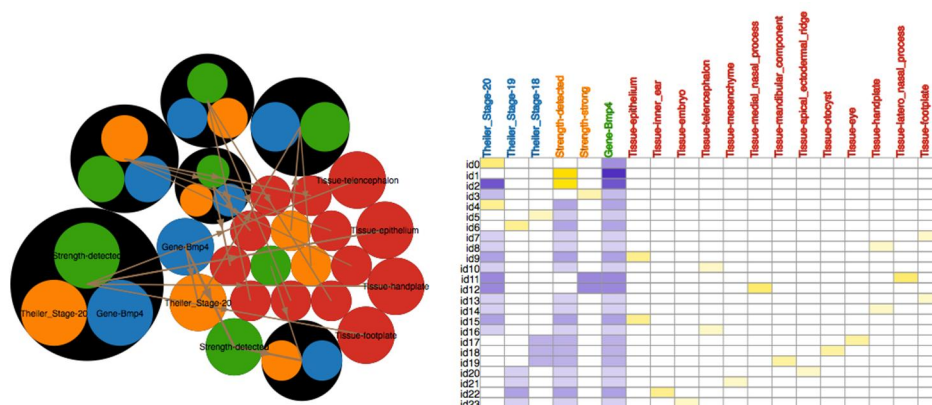 Tissue-telencephalon
Tissue-epithelium
Gene-Bmp4
Strength-detected
Tissue-handplate
Theiler_Stage-20
Theiler_Stage-20
Gene-Bmp4
Tissue-footplate
Strength-detected
Theiler_Stage-20
Theiler_Stage-19
Theiler_Stage-18
Strength-detected
Strength-strong
Gene-Bmp4
Tissue-epithelium
Tissue-inner_ear
Tissue-embryo
Tissue-telencephalon
Tissue-mesenchyme
Tissue-medial_nasal_process
Tissue-mandibular_component
Tissue-apical_ectodermal_ridge
Tissue-otocyst
Tissue-eye
Tissue-handplate
Tissue-latero_nasal_process
Tissue-footplate
id0
id1
id2
id3
id4
id5
id6
id7
id8
id9
id10
id11
id12
id13
id14
id15
id16
id17
id18
id19
id20
id21
id22
id23